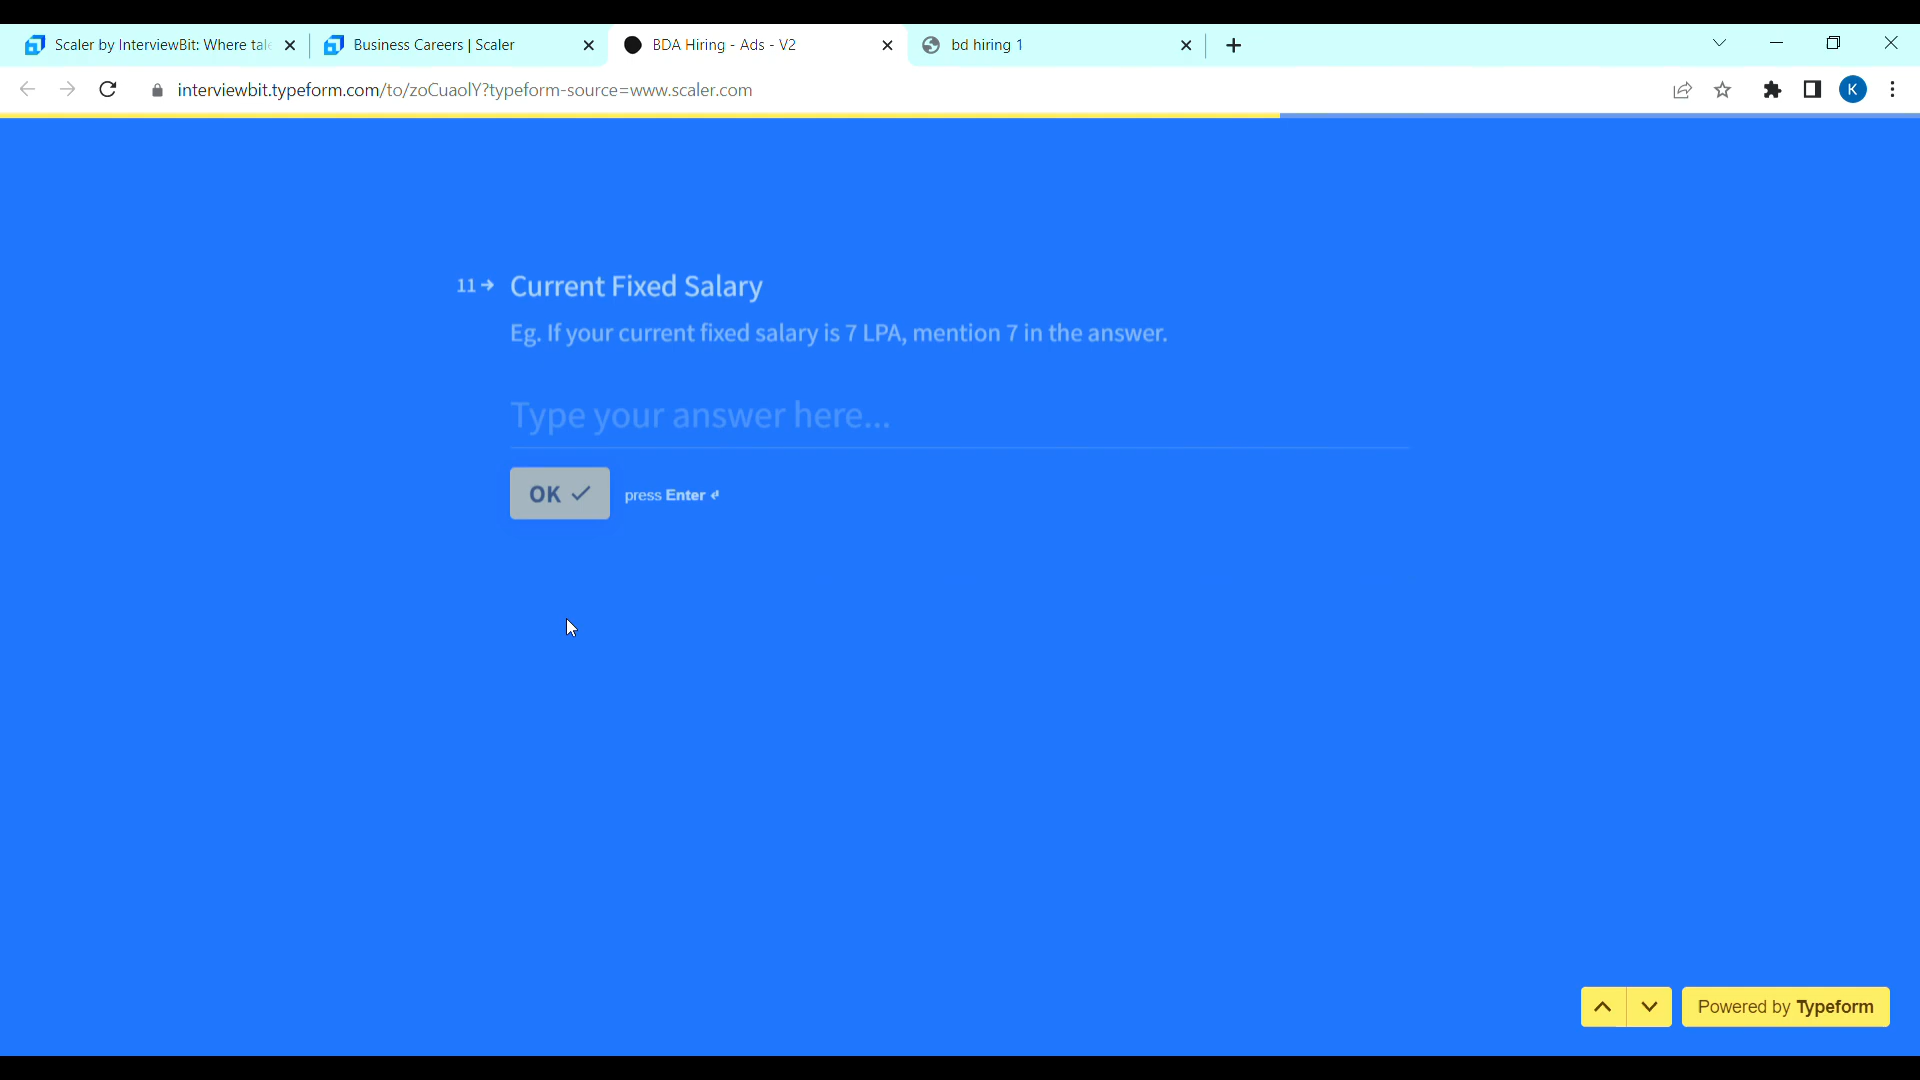 Scaler by InterviewBit: Where tale
Business Careers | Scaler
BDA Hiring - Ads - V2
bd hiring 1
interviewbit.typeform.com/to/zoCuaolY?typeform-source=www.scaler.com
K
11 → Current Fixed Salary
Eg. If your current fixed salary is 7 LPA, mention 7 in the answer.
Type your answer here...
OK ✓ press Enter ↵
Powered by Typeform